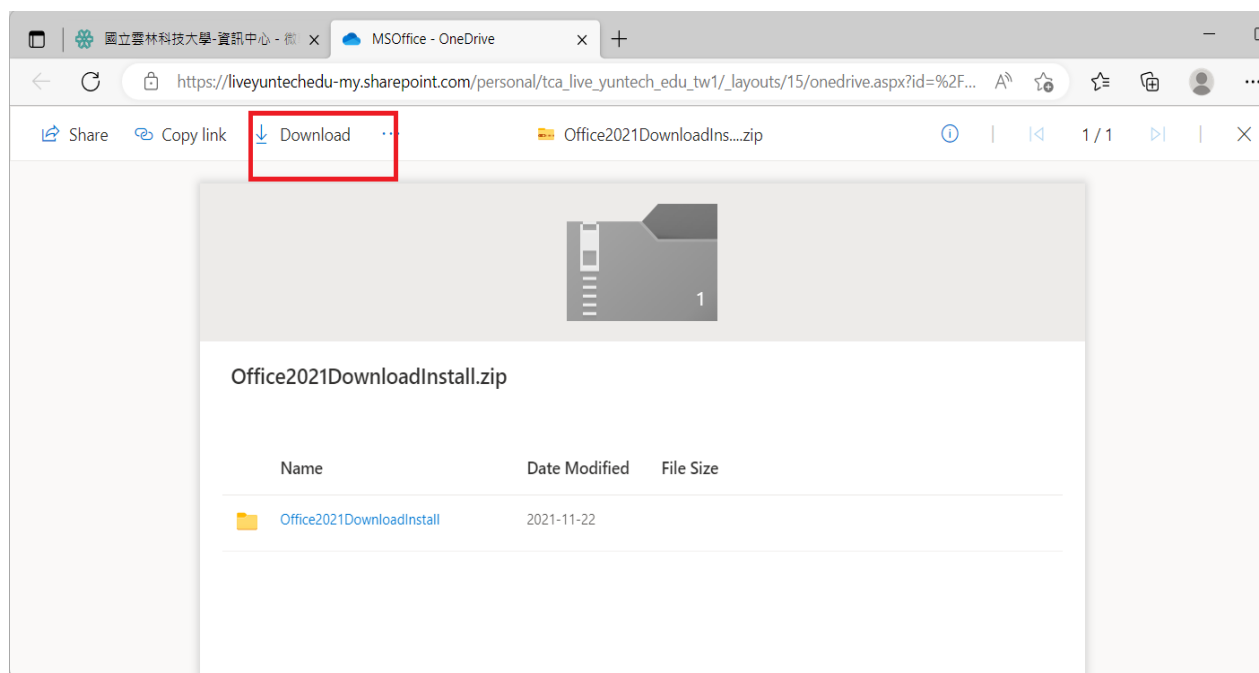 國立雲林科技大學-資訊中心 - 微
MSOffice - OneDrive
https://liveyuntechedu-my.sharepoint.com/personal/tca_live_yuntech_edu_tw1/_layouts/15/onedrive.aspx?id=%2F...
Share Copy link Download ... Office2021DownloadIns....zip 1 / 1
1
Office2021DownloadInstall.zip
Name Date Modified File Size
Office2021DownloadInstall 2021-11-22